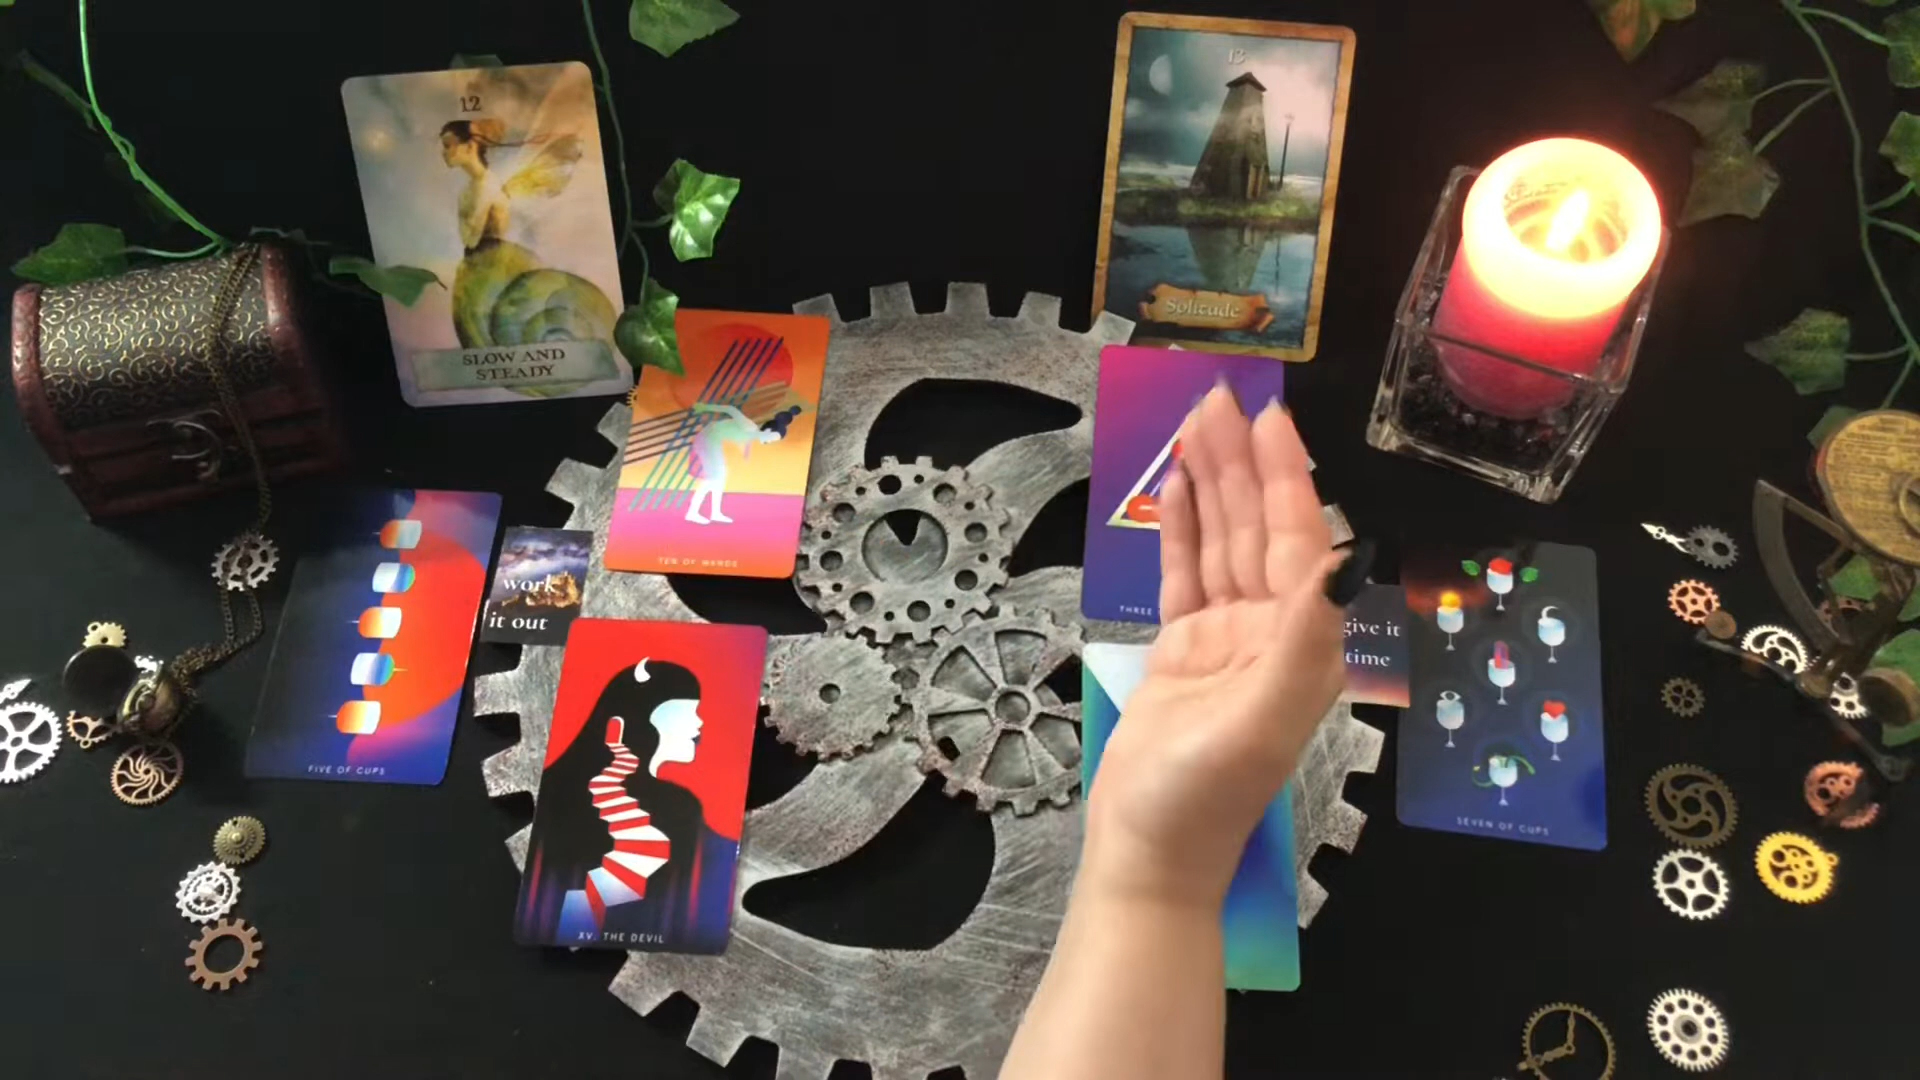 12
SLOW AND
STEADY
13
Solitude
TEN OF WANDS
work
it out
FIVE OF CUPS
XV. THE DEVIL
THREE
give it
time
SEVEN OF CUPS